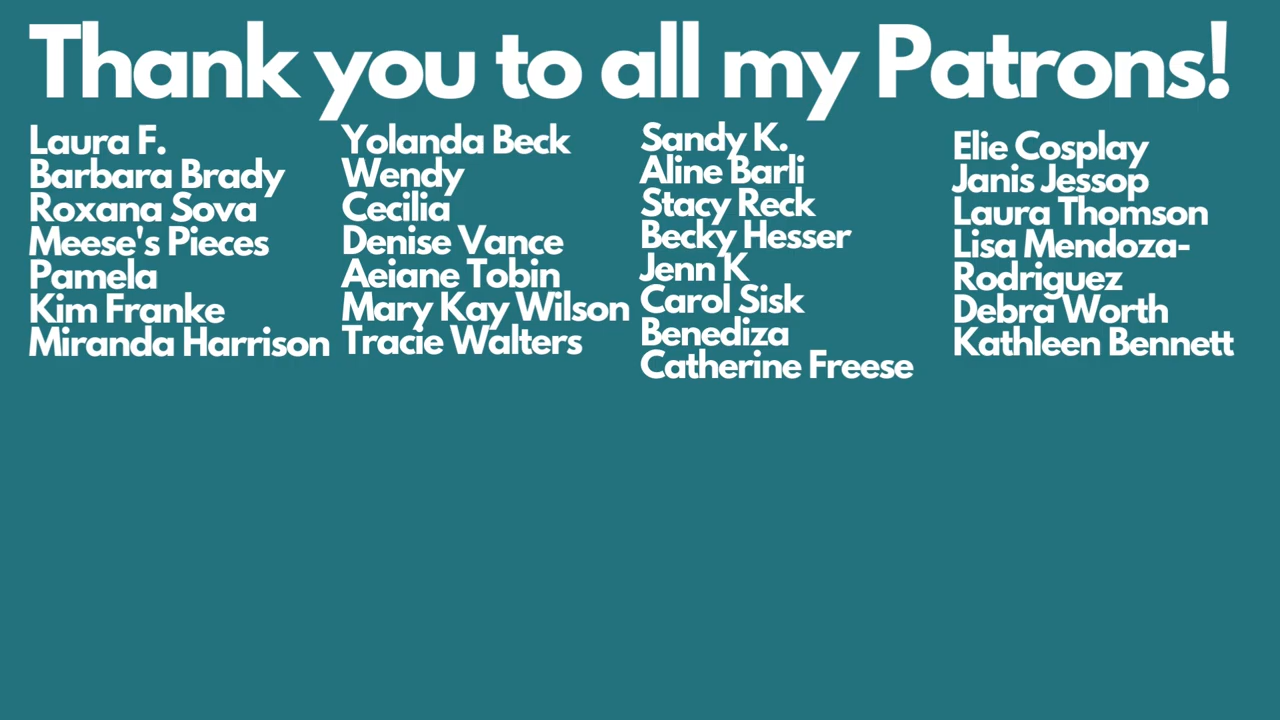 Thank you to all my Patrons!
Laura F.
Barbara Brady
Roxana Sova
Meese's Pieces
Pamela
Kim Franke
Miranda Harrison
Yolanda Beck
Wendy
Cecilia
Denise Vance
Aeiane Tobin
Mary Kay Wilson
Tracie Walters
Sandy K.
Aline Barli
Stacy Reck
Becky Hesser
Jenn K
Carol Sisk
Benediza
Catherine Freese
Elie Cosplay
Janis Jessop
Laura Thomson
Lisa Mendoza-
Rodriguez
Debra Worth
Kathleen Bennett